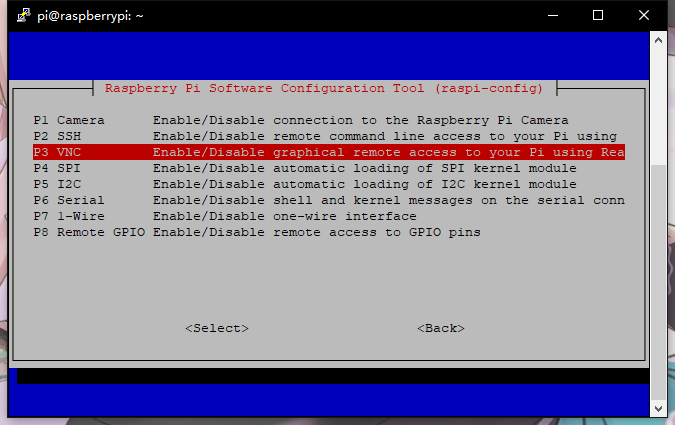 pi@raspberrypi: ~
Raspberry Pi Software Configuration Tool (raspi-config)
P1 Camera Enable/Disable connection to the Raspberry Pi Camera
P2 SSH Enable/Disable remote command line access to your Pi using
P3 VNC Enable/Disable graphical remote access to your Pi using Rea
P4 SPI Enable/Disable automatic loading of SPI kernel module
P5 I2C Enable/Disable automatic loading of I2C kernel module
P6 Serial Enable/Disable shell and kernel messages on the serial conn
P7 1-Wire Enable/Disable one-wire interface
P8 Remote GPIO Enable/Disable remote access to GPIO pins
<Select> <Back>